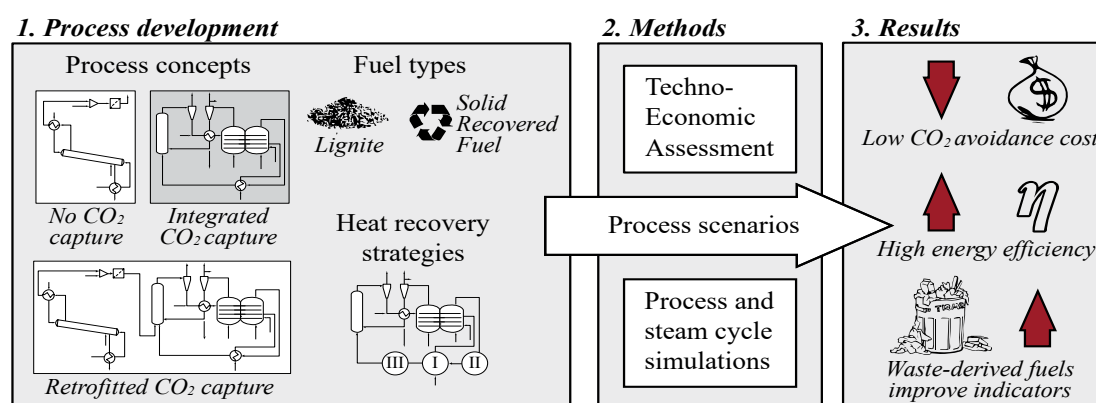 1. Process development
Process concepts
Fuel types
Lignite
Solid
Recovered
Fuel
No CO₂
capture
Integrated
CO₂ capture
Heat recovery
strategies
III
I
II
Retrofitted CO₂ capture
2. Methods
Techno-
Economic
Assessment
Process scenarios
Process and
steam cycle
simulations
3. Results
$
Low CO₂ avoidance cost
η
High energy efficiency
TRASH
Waste-derived fuels
improve indicators